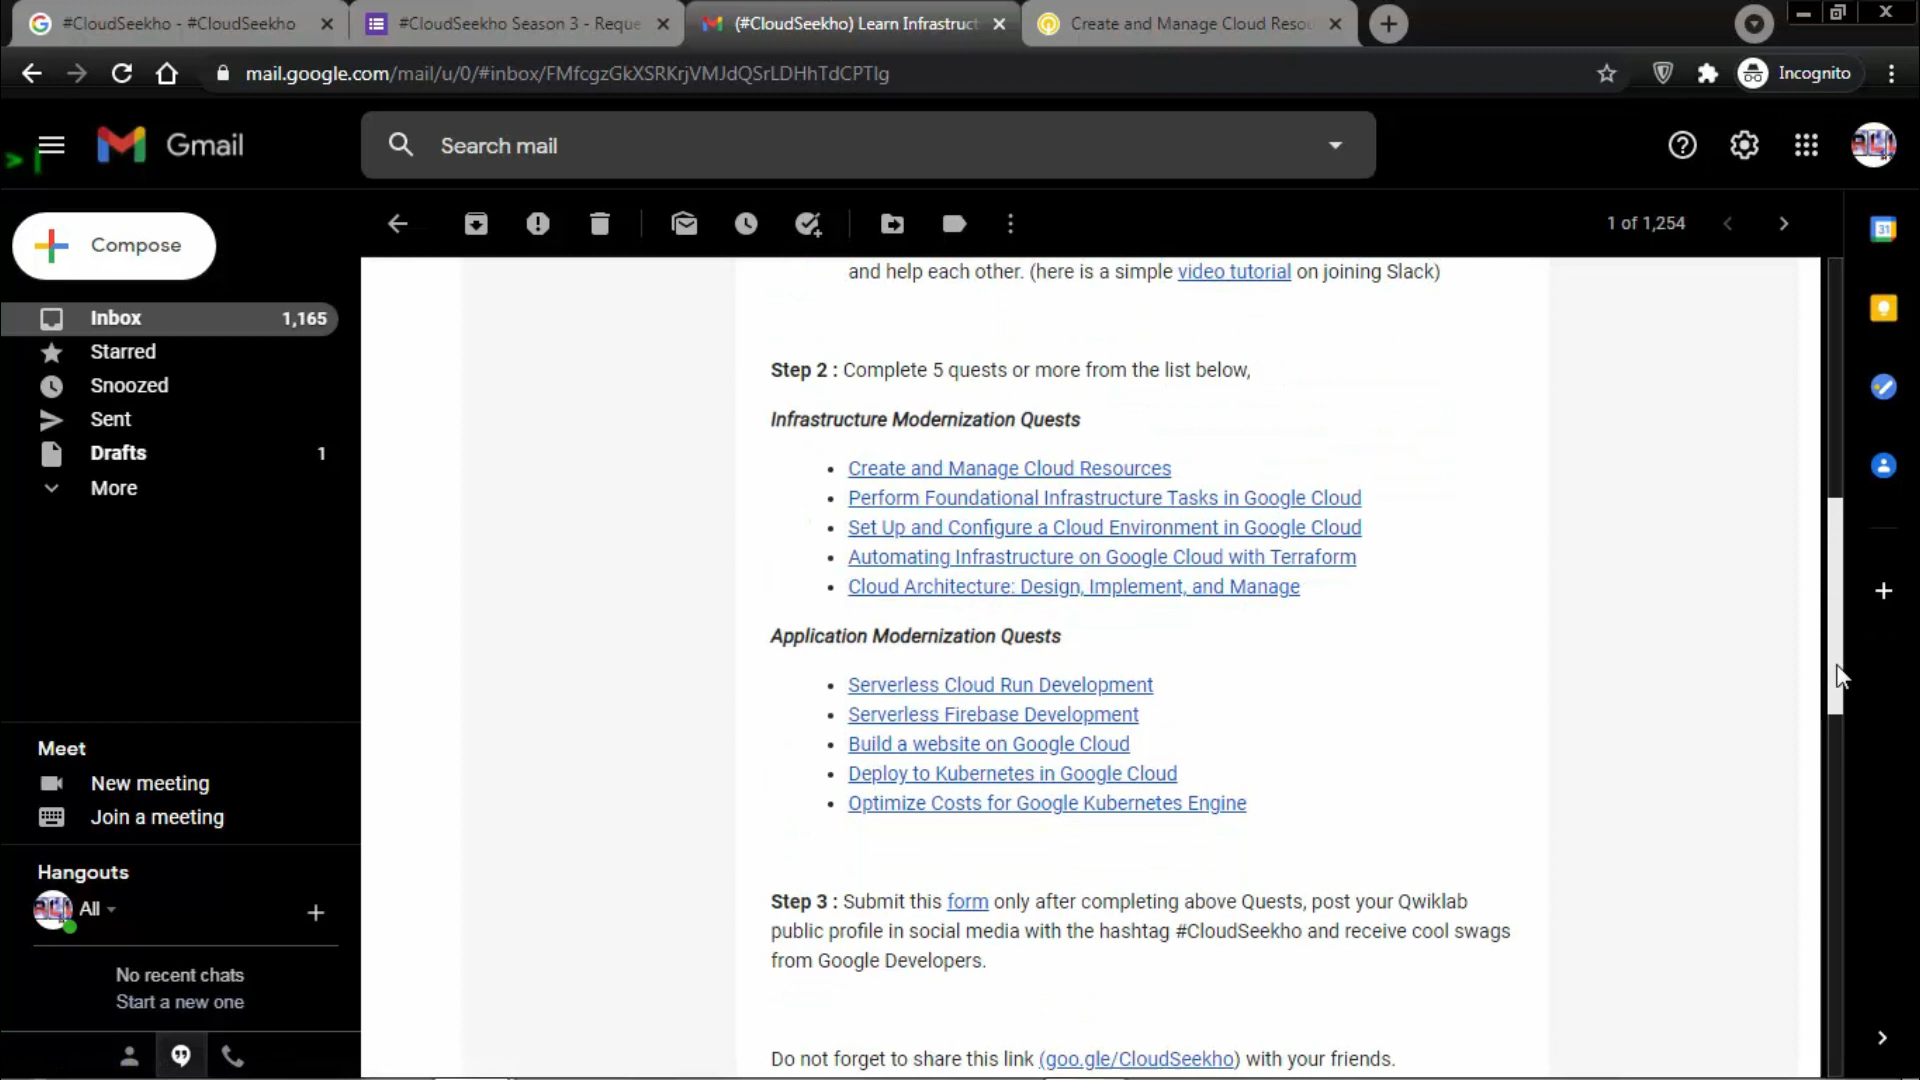 #CloudSeekho - #CloudSeekho
#CloudSeekho Season 3 - Reque
(#CloudSeekho) Learn Infrastruct
Create and Manage Cloud Resou
mail.google.com/mail/u/0/#inbox/FMfcgzGkXSRKrjVMJdQSrLDHhTdCPTlg
Incognito
Gmail
Search mail
Compose
1 of 1,254
31
Inbox 1,165
Starred
Snoozed
Sent
Drafts 1
More
and help each other. (here is a simple video tutorial on joining Slack)
Step 2 : Complete 5 quests or more from the list below,
Infrastructure Modernization Quests
• Create and Manage Cloud Resources
• Perform Foundational Infrastructure Tasks in Google Cloud
• Set Up and Configure a Cloud Environment in Google Cloud
• Automating Infrastructure on Google Cloud with Terraform
• Cloud Architecture: Design, Implement, and Manage
Application Modernization Quests
• Serverless Cloud Run Development
• Serverless Firebase Development
• Build a website on Google Cloud
• Deploy to Kubernetes in Google Cloud
• Optimize Costs for Google Kubernetes Engine
Step 3 : Submit this form only after completing above Quests, post your Qwiklab
public profile in social media with the hashtag #CloudSeekho and receive cool swags
from Google Developers.
Do not forget to share this link (goo.gle/CloudSeekho) with your friends.
Meet
New meeting
Join a meeting
Hangouts
All
No recent chats
Start a new one